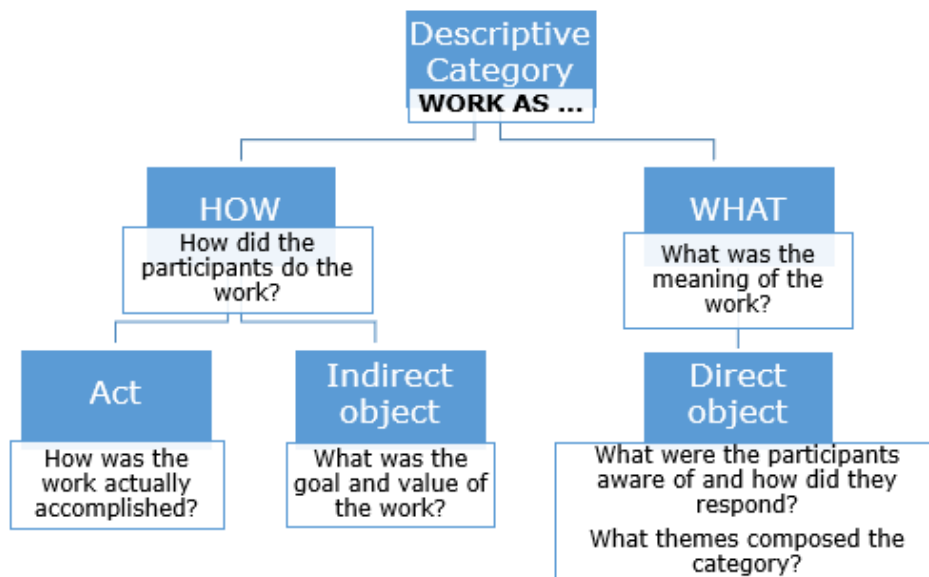 Descriptive
Category
WORK AS ...
HOW
How did the
participants do the
work?
WHAT
What was the
meaning of the
work?
Act
How was the
work actually
accomplished?
Indirect
object
What was the
goal and value of
the work?
Direct
object
What were the participants
aware of and how did they
respond?
What themes composed the
category?